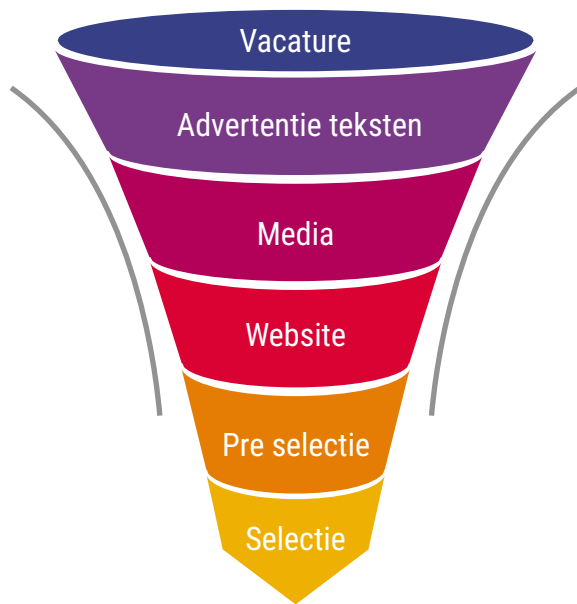 Vacature
Advertentie teksten
Media
Website
Pre selectie
Selectie